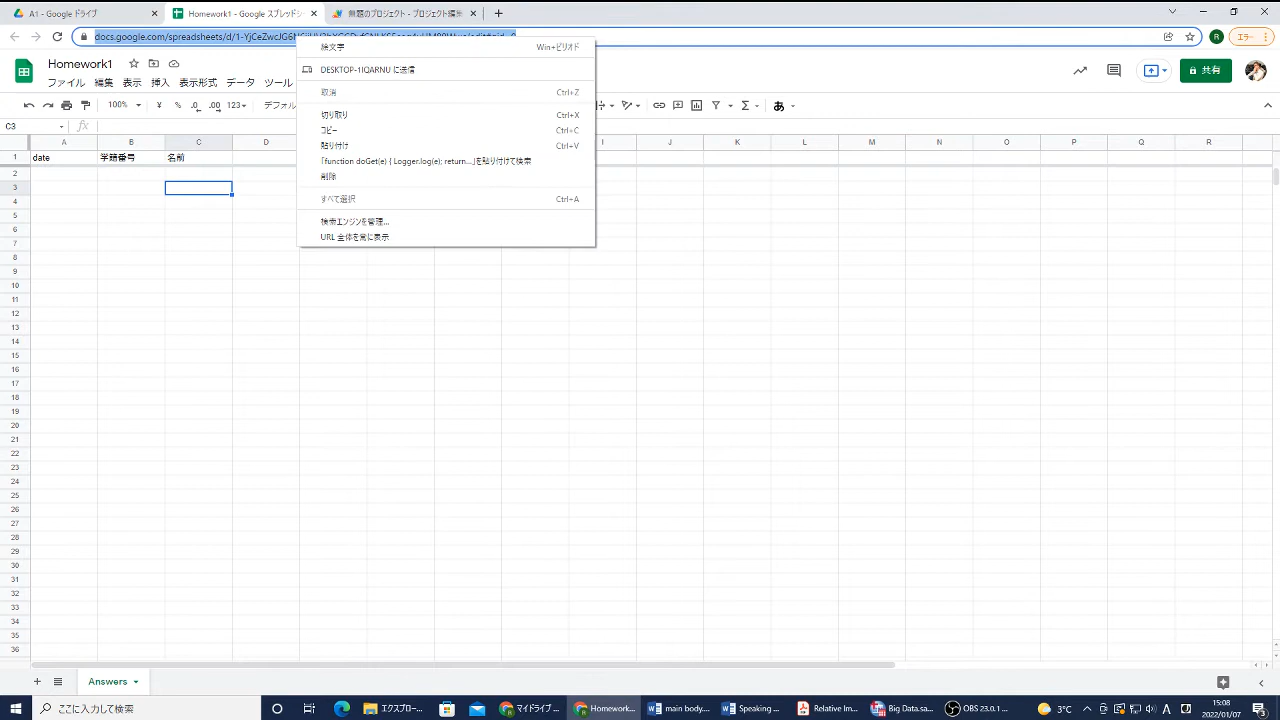 A1 - Google ドライブ
Homework1 - Google スプレッドシ
無題のプロジェクト - プロジェクト編集
エラー
絵文字 Win+ピリオド
DESKTOP-1IQARNU に送信
取消 Ctrl+Z
切り取り Ctrl+X
コピー Ctrl+C
貼り付け Ctrl+V
「function doGet(e) { Logger.log(e); return...」を貼り付けて検索
削除
すべて選択 Ctrl+A
検索エンジンを管理...
URL 全体を常に表示
Homework1
ファイル 編集 表示 挿入 表示形式 データ ツール
共有
100% ¥ % .0 .00 123 デフォル
あ
C3 fx
A B C D I J K L M N O P Q R
1 date 学籍番号 名前
2
3
4
5
6
7
8
9
10
11
12
13
14
15
16
17
18
19
20
21
22
23
24
25
26
27
28
29
30
31
32
33
34
35
36
Answers
ここに入力して検索
エクスプロー...
マイドライブ...
Homework...
main body...
Speaking ...
Relative Im...
Big Data.sa...
OBS 23.0.1 ...
3°C
A
15:08
2022/01/07